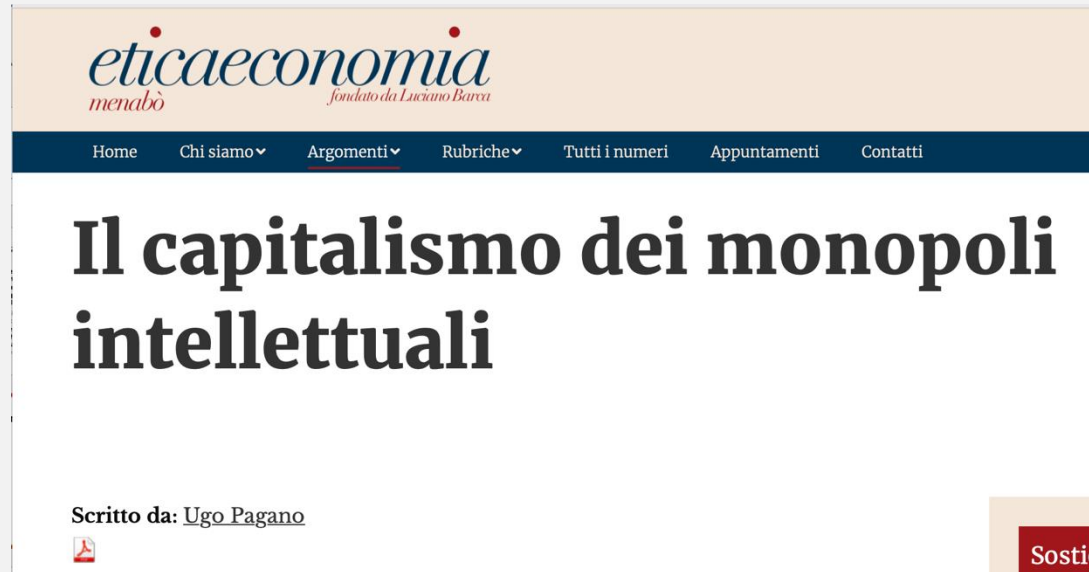 eticaeconomia
menabò
fondato da Luciano Barca
Home Chi siamo Argomenti Rubriche Tutti i numeri Appuntamenti Contatti
Il capitalismo dei monopoli
intellettuali
Scritto da: Ugo Pagano